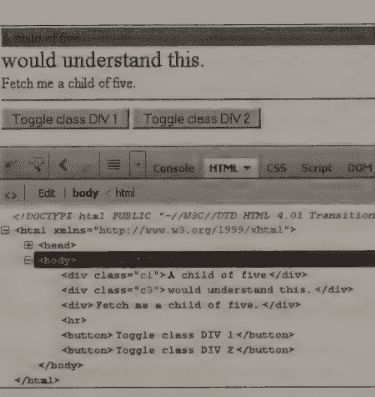 A child of five
would understand this.
Fetch me a child of five.
Toggle class DIV 1 Toggle class DIV 2
Console HTML CSS Script DOM
Edit body < html
<!DOCTYPE html PUBLIC "-//W3C//DTD HTML 4.01 Transition
<html xmlns="http://www.w3.org/1999/xhtml">
<head>
<body>
<div class="c1">A child of five</div>
<div class="c3">would understand this.</div>
<div>Fetch me a child of five.</div>
<hr>
<button>Toggle class DIV 1</button>
<button>Toggle class DIV 2</button>
</body>
</html>